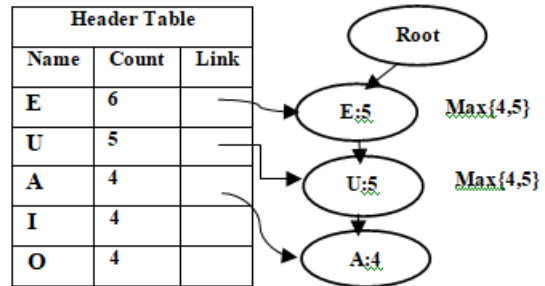 Header Table
Name Count Link
E 6
U 5
A 4
I 4
O 4
Root
E:5 Max{4,5}
U:5 Max{4,5}
A:4